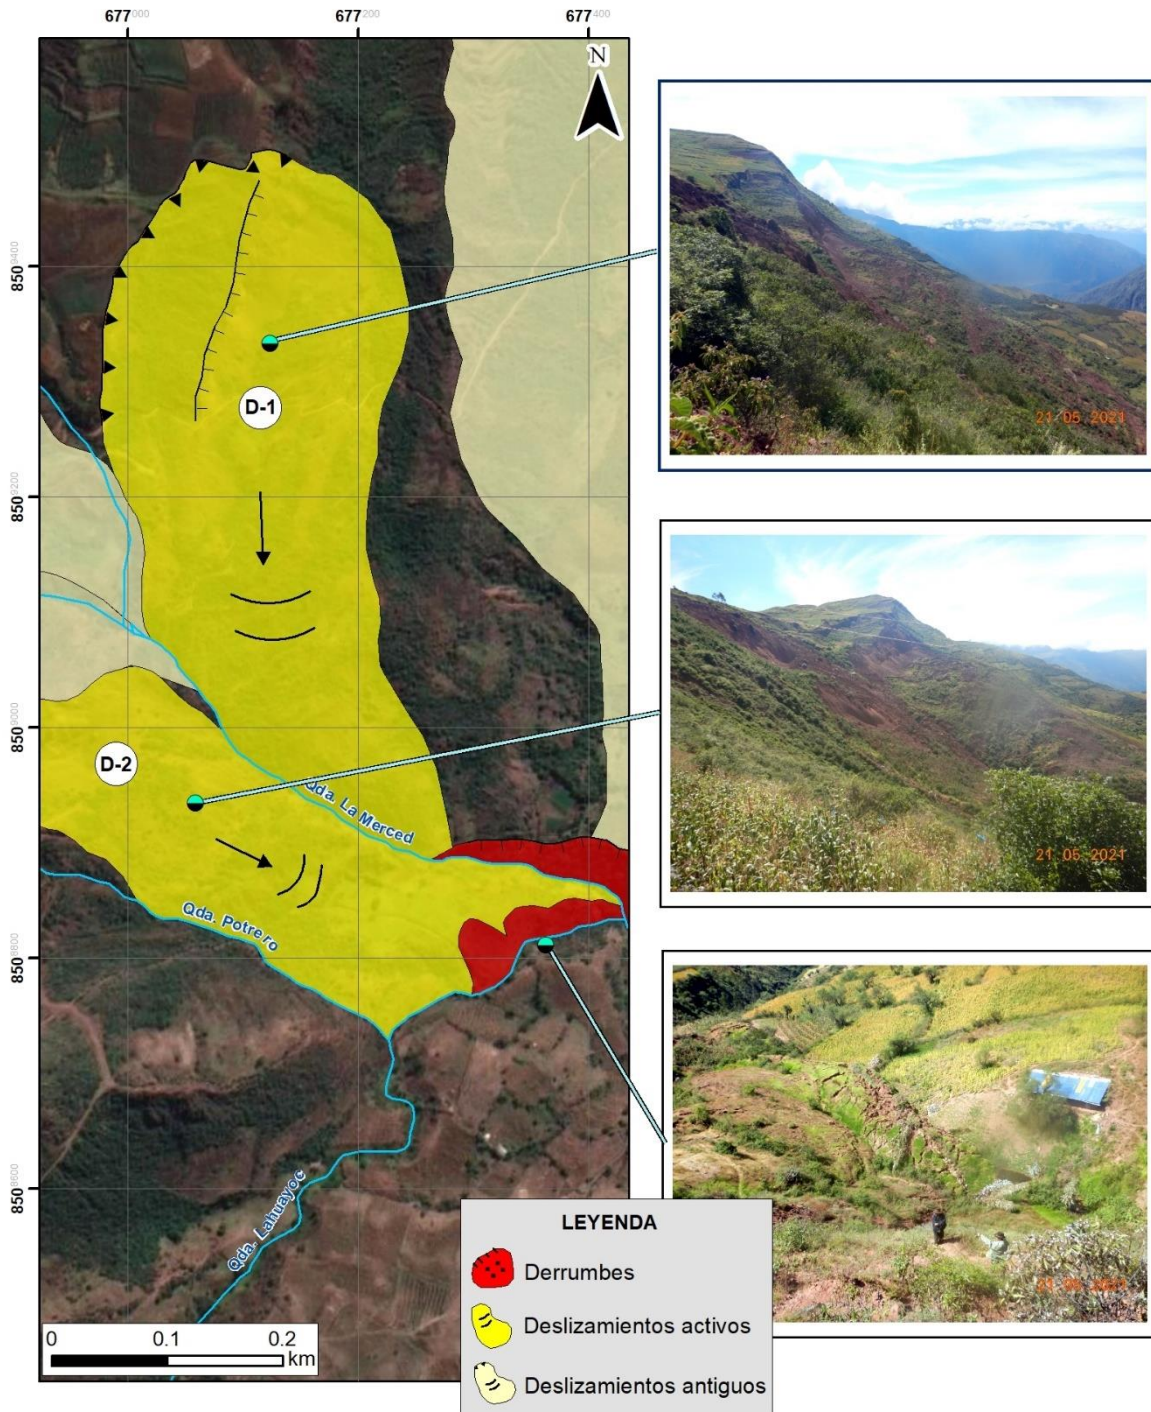 677000 677200 677400
N
8509400
8509200
8509000
8508800
8508600
D-1
D-2
Qda. La Merced
Qda. Potrero
Qda. Lahuayoc
0 0.1 0.2
km
21 05 2021
21 05 2021
LEYENDA
Derrumbes
Deslizamientos activos
Deslizamientos antiguos